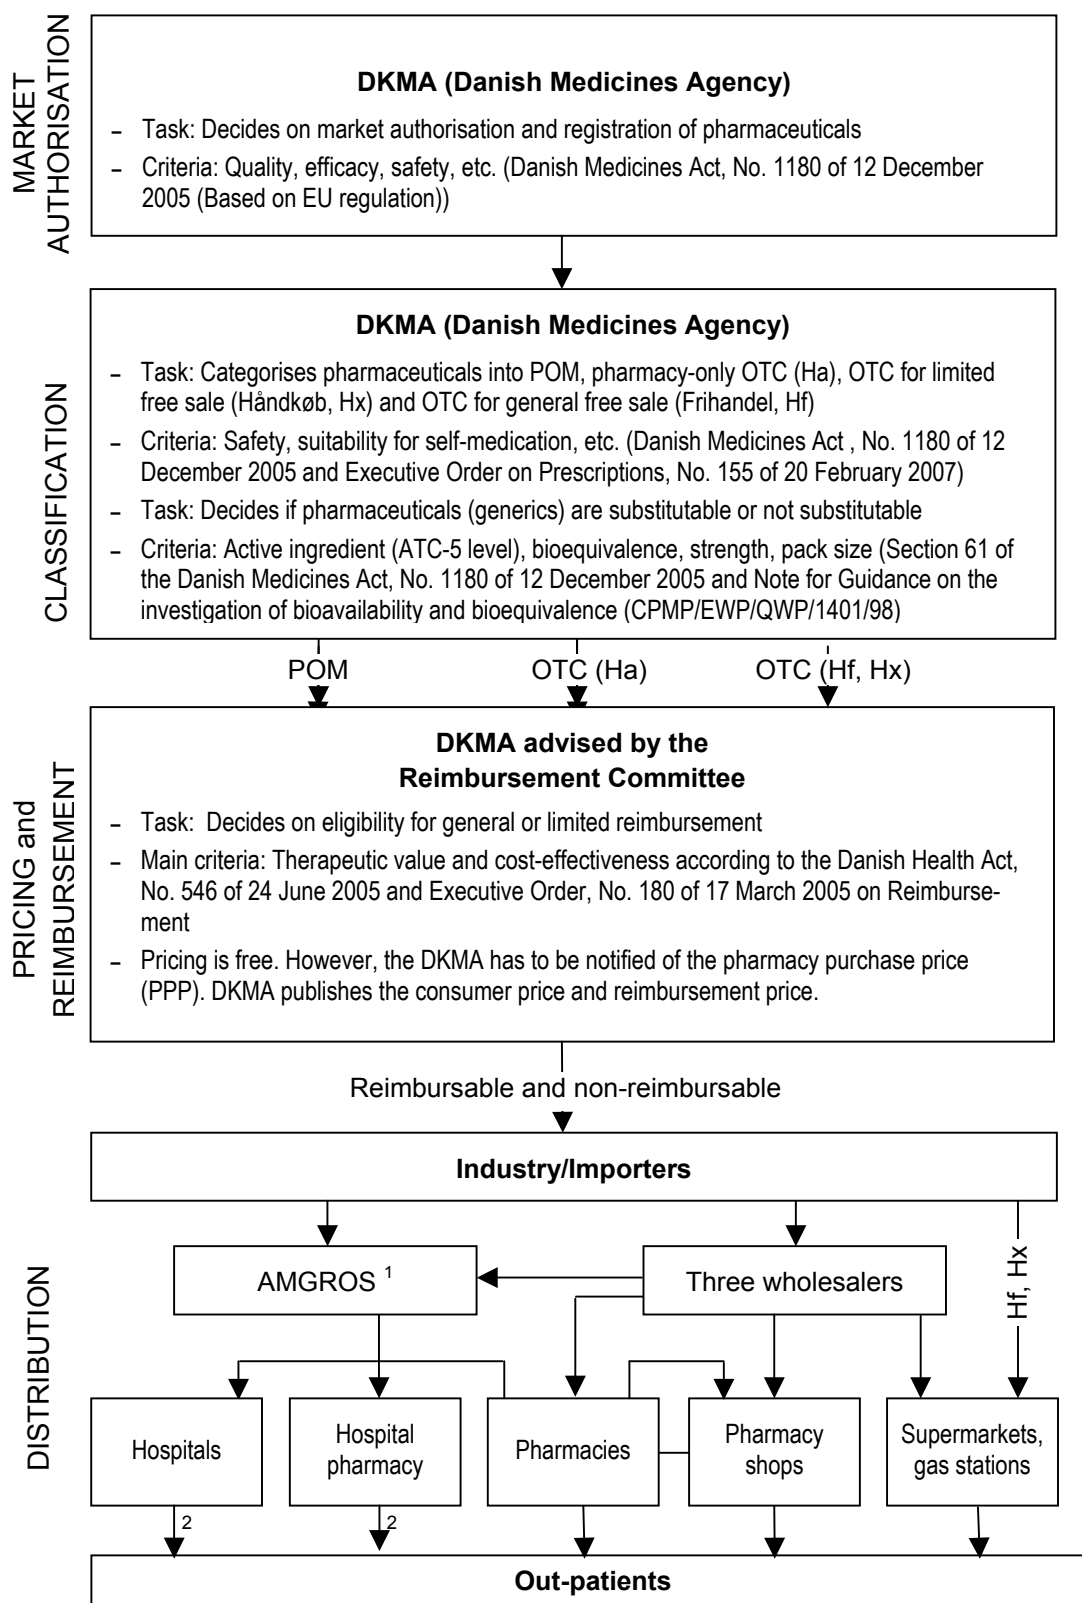 MARKET
AUTHORISATION
DKMA (Danish Medicines Agency)
– Task: Decides on market authorisation and registration of pharmaceuticals
– Criteria: Quality, efficacy, safety, etc. (Danish Medicines Act, No. 1180 of 12 December
2005 (Based on EU regulation))
CLASSIFICATION
DKMA (Danish Medicines Agency)
– Task: Categorises pharmaceuticals into POM, pharmacy-only OTC (Ha), OTC for limited
free sale (Håndkøb, Hx) and OTC for general free sale (Frihandel, Hf)
– Criteria: Safety, suitability for self-medication, etc. (Danish Medicines Act , No. 1180 of 12
December 2005 and Executive Order on Prescriptions, No. 155 of 20 February 2007)
– Task: Decides if pharmaceuticals (generics) are substitutable or not substitutable
– Criteria: Active ingredient (ATC-5 level), bioequivalence, strength, pack size (Section 61 of
the Danish Medicines Act, No. 1180 of 12 December 2005 and Note for Guidance on the
investigation of bioavailability and bioequivalence (CPMP/EWP/QWP/1401/98)
POM OTC (Ha) OTC (Hf, Hx)
PRICING and
REIMBURSEMENT
DKMA advised by the
Reimbursement Committee
– Task: Decides on eligibility for general or limited reimbursement
– Main criteria: Therapeutic value and cost-effectiveness according to the Danish Health Act,
No. 546 of 24 June 2005 and Executive Order, No. 180 of 17 March 2005 on Reimburse-
ment
– Pricing is free. However, the DKMA has to be notified of the pharmacy purchase price
(PPP). DKMA publishes the consumer price and reimbursement price.
Reimbursable and non-reimbursable
DISTRIBUTION
Industry/Importers
AMGROS 1
Three wholesalers
Hf, Hx
Hospitals
Hospital
pharmacy
Pharmacies
Pharmacy
shops
Supermarkets,
gas stations
2
2
Out-patients